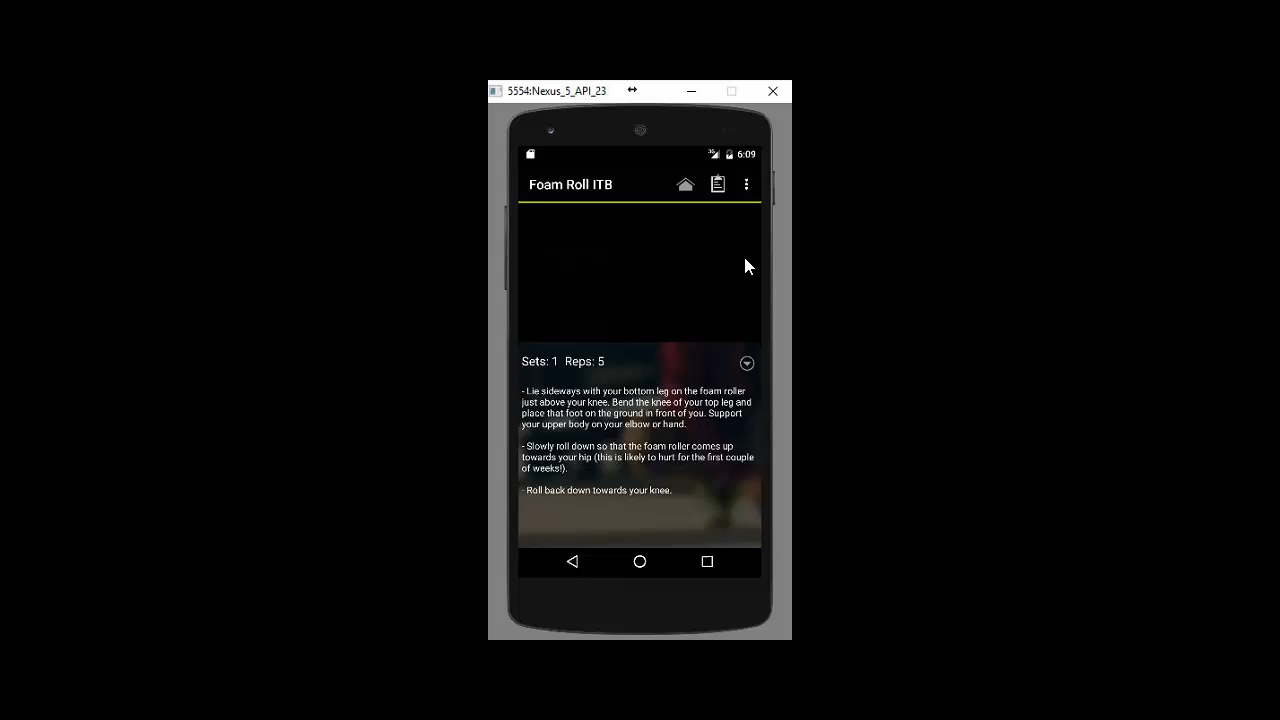 5554:Nexus_5_API_23
3G 6:09
Foam Roll ITB
Sets: 1 Reps: 5
- Lie sideways with your bottom leg on the foam roller
just above your knee. Bend the knee of your top leg and
place that foot on the ground in front of you. Support
your upper body on your elbow or hand.
- Slowly roll down so that the foam roller comes up
towards your hip (this is likely to hurt for the first couple
of weeks!).
- Roll back down towards your knee.